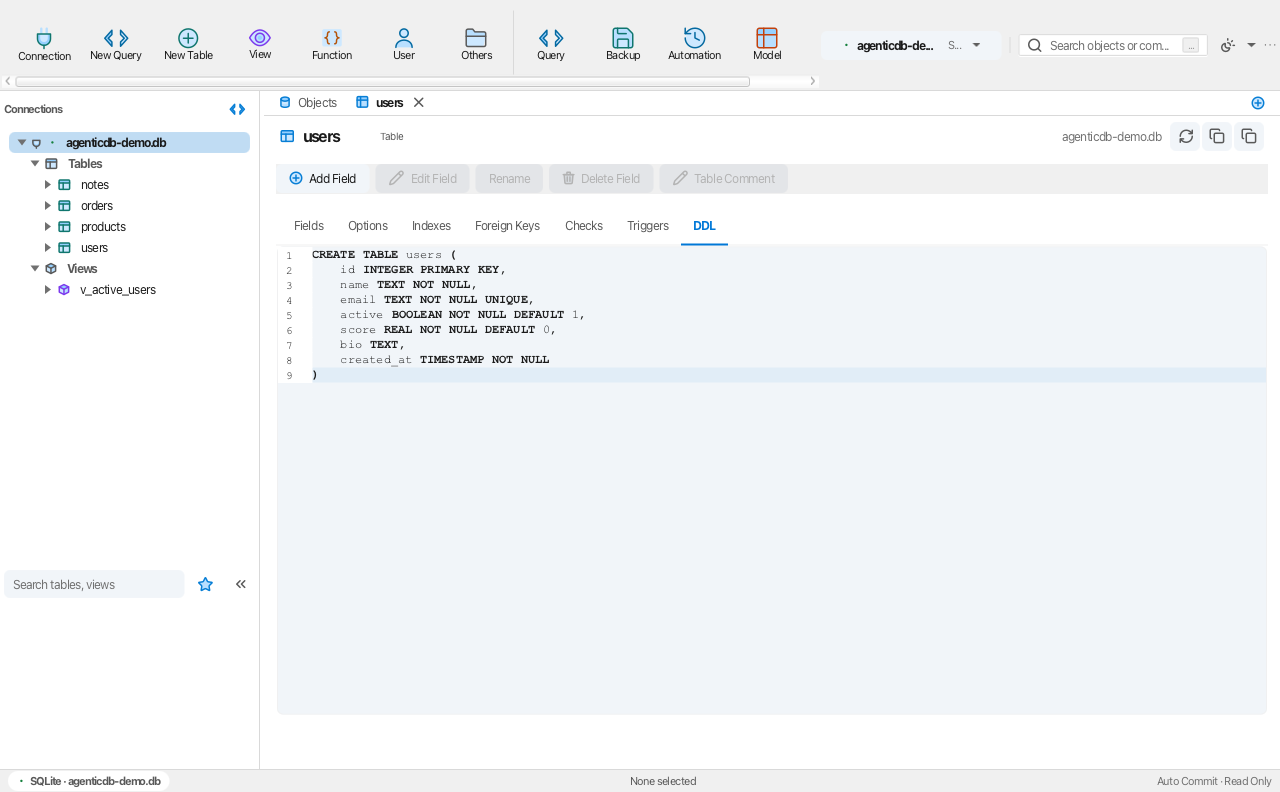 Connection
New Query
New Table
View
Function
User
Others
Query
Backup
Automation
Model
agenticdb-de...
S...
Search objects or com...
...
Connections
agenticdb-demo.db
Tables
notes
orders
products
users
Views
v_active_users
Search tables, views
Objects
users
users
Table
agenticdb-demo.db
Add Field
Edit Field
Rename
Delete Field
Table Comment
Fields
Options
Indexes
Foreign Keys
Checks
Triggers
DDL
1 CREATE TABLE users (
2 id INTEGER PRIMARY KEY,
3 name TEXT NOT NULL,
4 email TEXT NOT NULL UNIQUE,
5 active BOOLEAN NOT NULL DEFAULT 1,
6 score REAL NOT NULL DEFAULT 0,
7 bio TEXT,
8 created_at TIMESTAMP NOT NULL
9 )
SQLite · agenticdb-demo.db
None selected
Auto Commit · Read Only